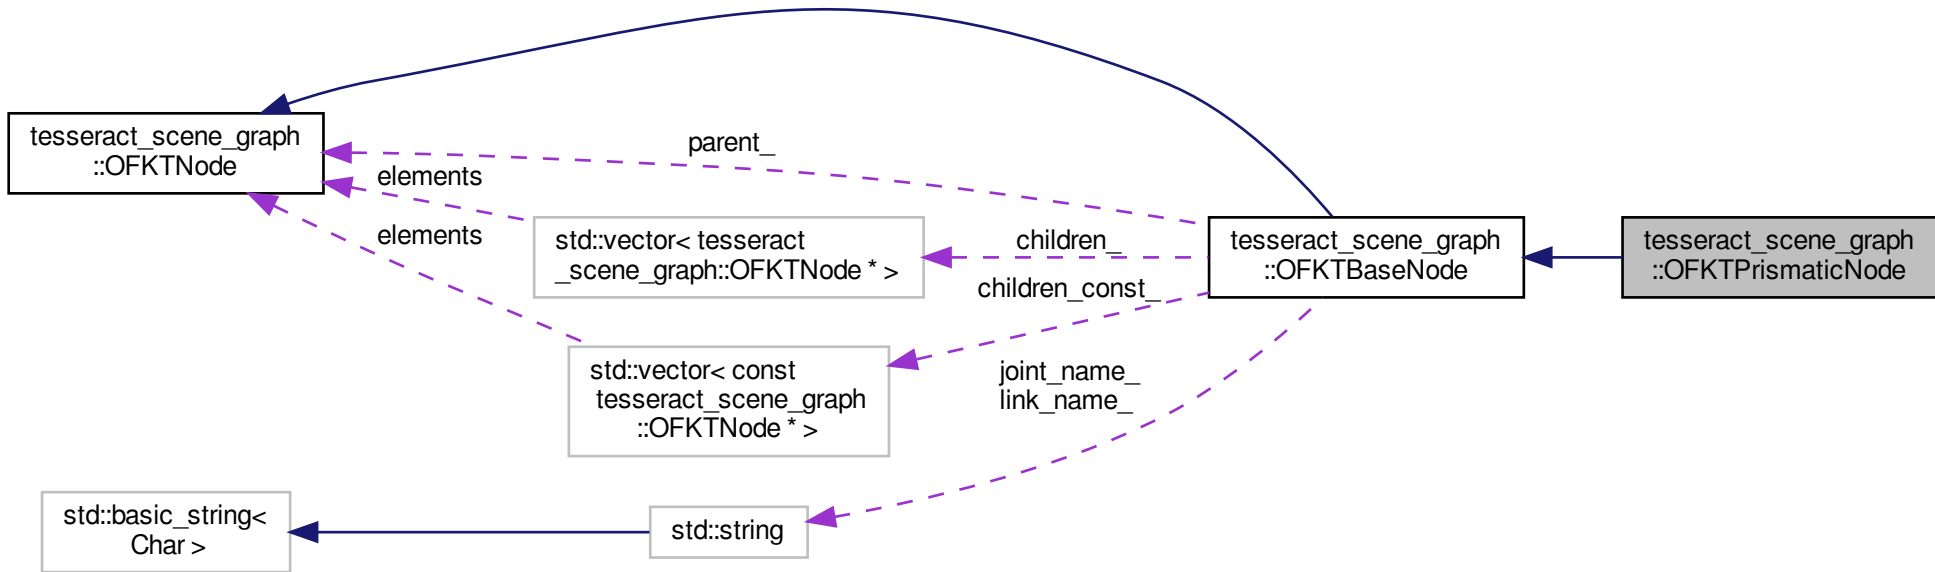 tesseract_scene_graph
::OFKTNode
parent_
elements
elements
std::vector< tesseract
_scene_graph::OFKTNode * >
children_
children_const_
tesseract_scene_graph
::OFKTBaseNode
tesseract_scene_graph
::OFKTPrismaticNode
std::vector< const
tesseract_scene_graph
::OFKTNode * >
joint_name_
link_name_
std::basic_string<
Char >
std::string